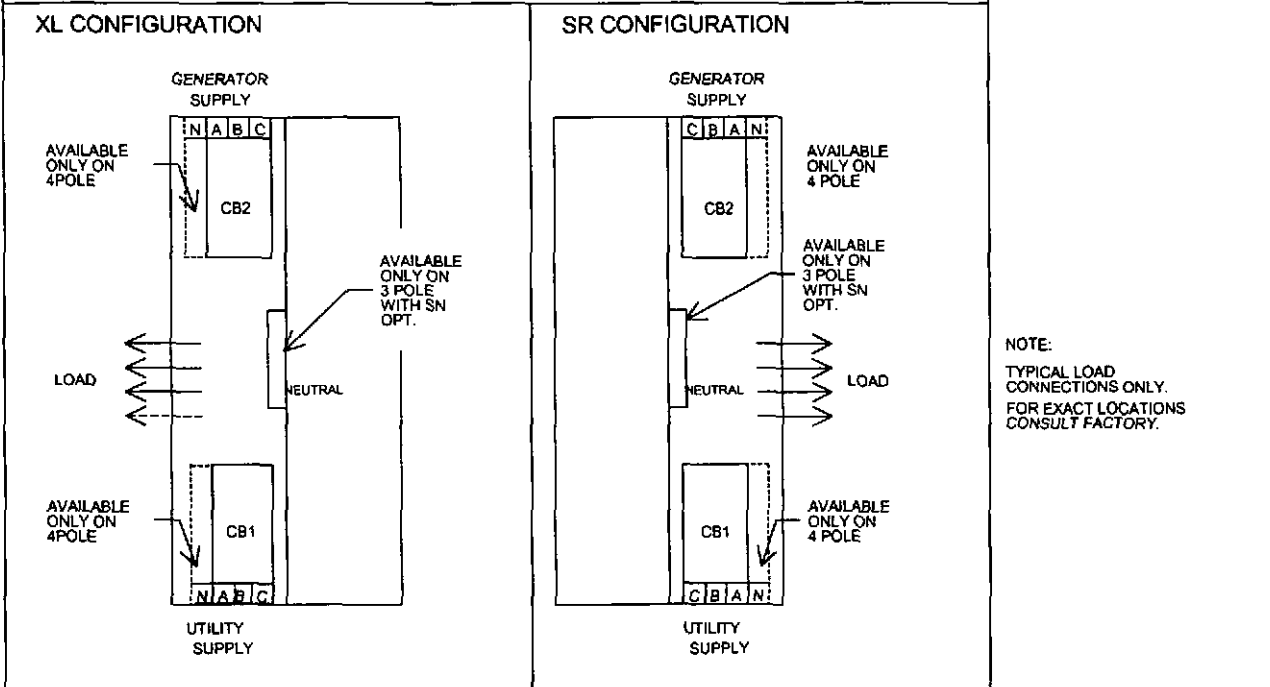 XL CONFIGURATION
GENERATOR
SUPPLY
N A B C
AVAILABLE
ONLY ON
4POLE
CB2
AVAILABLE
ONLY ON
3 POLE
WITH SN
OPT.
LOAD
NEUTRAL
AVAILABLE
ONLY ON
4POLE
CB1
N A B C
UTILITY
SUPPLY
SR CONFIGURATION
GENERATOR
SUPPLY
C B A N
AVAILABLE
ONLY ON
4 POLE
CB2
AVAILABLE
ONLY ON
3 POLE
WITH SN
OPT.
NEUTRAL
LOAD
CB1
AVAILABLE
ONLY ON
4 POLE
C B A N
UTILITY
SUPPLY
NOTE:
TYPICAL LOAD
CONNECTIONS ONLY.
FOR EXACT LOCATIONS
CONSULT FACTORY.